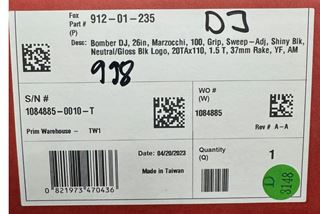 Fox
Part #
(P)
912-01-235
DJ
Desc: Bomber DJ, 26in, Marzocchi, 100, Grip, Sweep-Adj, Shiny Blk,
Neutral/Gloss Blk Logo, 20TAx110, 1.5 T, 37mm Rake, YF, AM
998
S/N #
1084885-0010-T
WO #
(W)
1084885
Prim Warehouse - TW1
Rev # A-A
Date: 04/20/2023
Made in Taiwan
Quantity
(Q)
1
D
3148
0 821973 470436